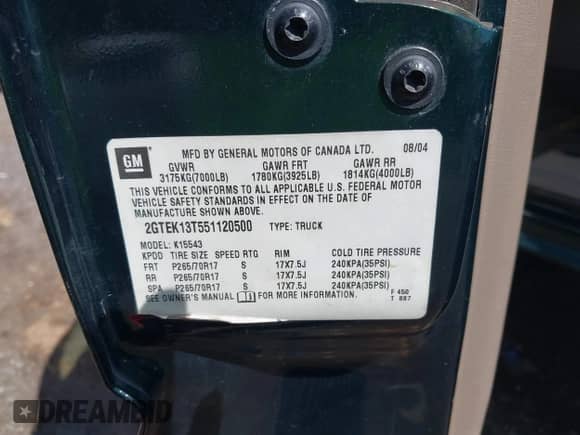 GM
MFD BY GENERAL MOTORS OF CANADA LTD. 08/04
GVWR GAWR FRT GAWR RR
3175KG(7000LB) 1780KG(3925LB) 1814KG(4000LB)
THIS VEHICLE CONFORMS TO ALL APPLICABLE U.S. FEDERAL MOTOR
VEHICLE SAFETY STANDARDS IN EFFECT ON THE DATE OF
MANUFACTURE SHOWN ABOVE.
2GTEK13T551120500 TYPE: TRUCK
MODEL: K15543
KPOD TIRE SIZE SPEED RTG RIM COLD TIRE PRESSURE
FRT P265/70R17 S 17X7.5J 240KPA(35PSI)
RR P265/70R17 S 17X7.5J 240KPA(35PSI)
SPA P265/70R17 S 17X7.5J 240KPA(35PSI)
SEE OWNER'S MANUAL FOR MORE INFORMATION. F 450
T 887
DREAMBID